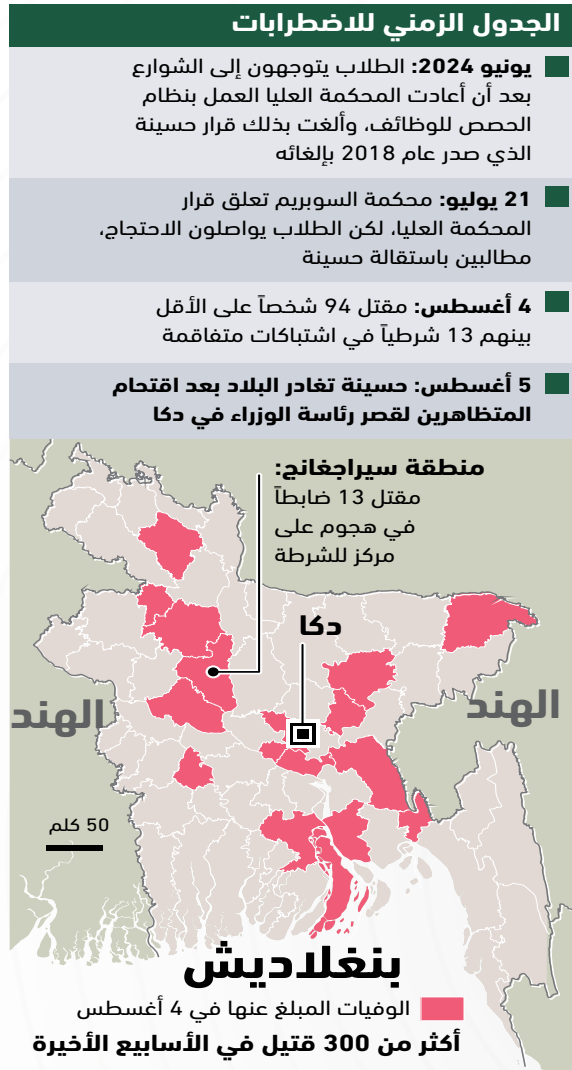 الجدول الزمني للاضطرابات
يونيو 2024: الطلاب يتوجهون إلى الشوارع
بعد أن أعادت المحكمة العليا العمل بنظام
الحصص للوظائف، وألغت بذلك قرار حسينة
الذي صدر عام 2018 بإلغائه
21 يوليو: محكمة السوبريم تعلق قرار
المحكمة العليا، لكن الطلاب يواصلون الاحتجاج،
مطالبين باستقالة حسينة
4 أغسطس: مقتل 94 شخصاً على الأقل
بينهم 13 شرطياً في اشتباكات متفاقمة
5 أغسطس: حسينة تغادر البلاد بعد اقتحام
المتظاهرين لقصر رئاسة الوزراء في دكا
منطقة سيراجغانج:
مقتل 13 ضابطاً
في هجوم على
مركز للشرطة
دكا
الهند
الهند
50 كلم
بنغلاديش
الوفيات المبلغ عنها في 4 أغسطس
أكثر من 300 قتيل في الأسابيع الأخيرة